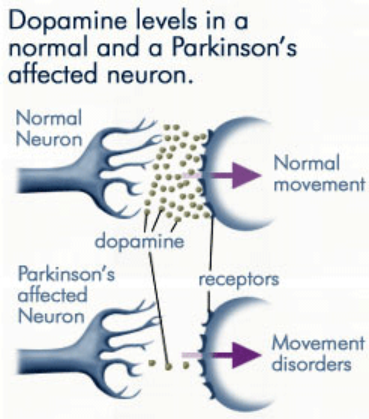 Dopamine levels in a
normal and a Parkinson's
affected neuron.
Normal
Neuron
Normal
movement
dopamine
receptors
Parkinson's
affected
Neuron
Movement
disorders